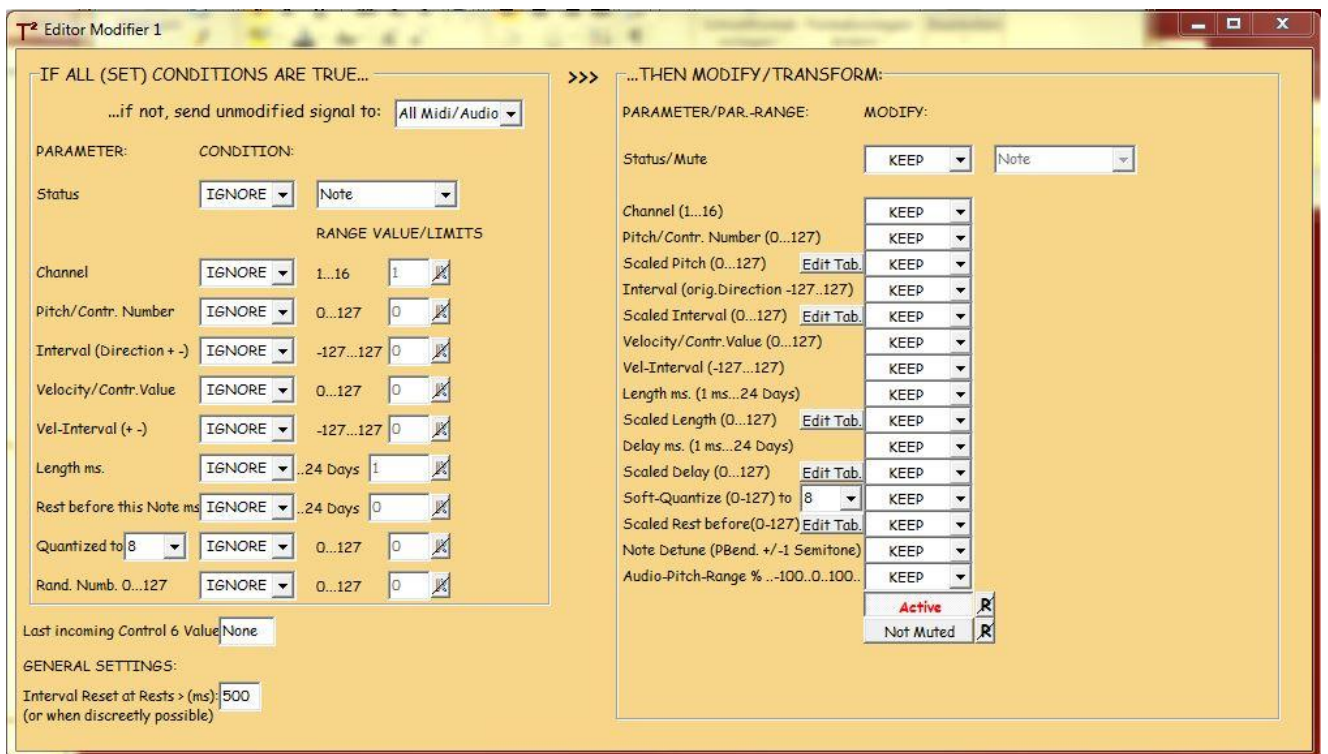 T² Editor Modifier 1
IF ALL (SET) CONDITIONS ARE TRUE...
...if not, send unmodified signal to: All Midi/Audio
PARAMETER: CONDITION:
Status IGNORE Note
RANGE VALUE/LIMITS
Channel IGNORE 1...16 1
Pitch/Contr. Number IGNORE 0...127 0
Interval (Direction + -) IGNORE -127...127 0
Velocity/Contr.Value IGNORE 0...127 0
Vel-Interval (+ -) IGNORE -127...127 0
Length ms. IGNORE ..24 Days 1
Rest before this Note ms IGNORE ..24 Days 0
Quantized to 8 IGNORE 0...127 0
Rand. Numb. 0...127 IGNORE 0...127 0
Last incoming Control 6 Value None
GENERAL SETTINGS:
Interval Reset at Rests > (ms): 500
(or when discreetly possible)
>>>
...THEN MODIFY/TRANSFORM:
PARAMETER/PAR.-RANGE: MODIFY:
Status/Mute KEEP Note
Channel (1...16) KEEP
Pitch/Contr. Number (0...127) KEEP
Scaled Pitch (0...127) Edit Tab. KEEP
Interval (orig.Direction -127..127) KEEP
Scaled Interval (0...127) Edit Tab. KEEP
Velocity/Contr.Value (0...127) KEEP
Vel-Interval (-127...127) KEEP
Length ms. (1 ms...24 Days) KEEP
Scaled Length (0...127) Edit Tab. KEEP
Delay ms. (1 ms...24 Days) KEEP
Scaled Delay (0...127) Edit Tab. KEEP
Soft-Quantize (0-127) to 8 KEEP
Scaled Rest before(0-127) Edit Tab. KEEP
Note Detune (PBend. +/-1 Semitone) KEEP
Audio-Pitch-Range % ..-100..0..100.. KEEP
Active R
Not Muted R